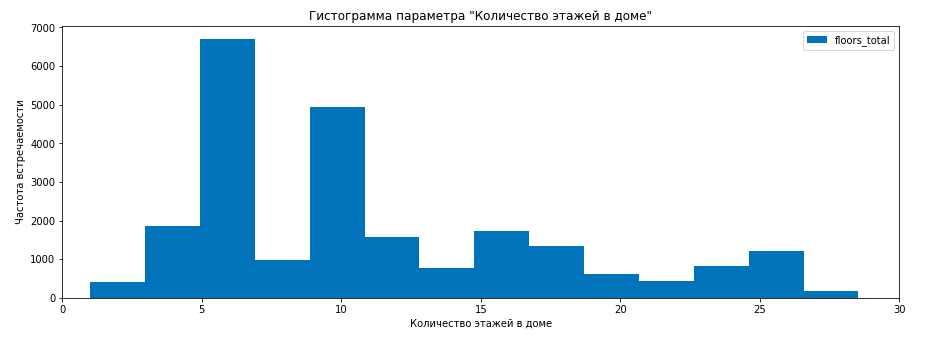 Гистограмма параметра "Количество этажей в доме"
floors_total
Частота встречаемости
7000
6000
5000
4000
3000
2000
1000
0
0 5 10 15 20 25 30
Количество этажей в доме